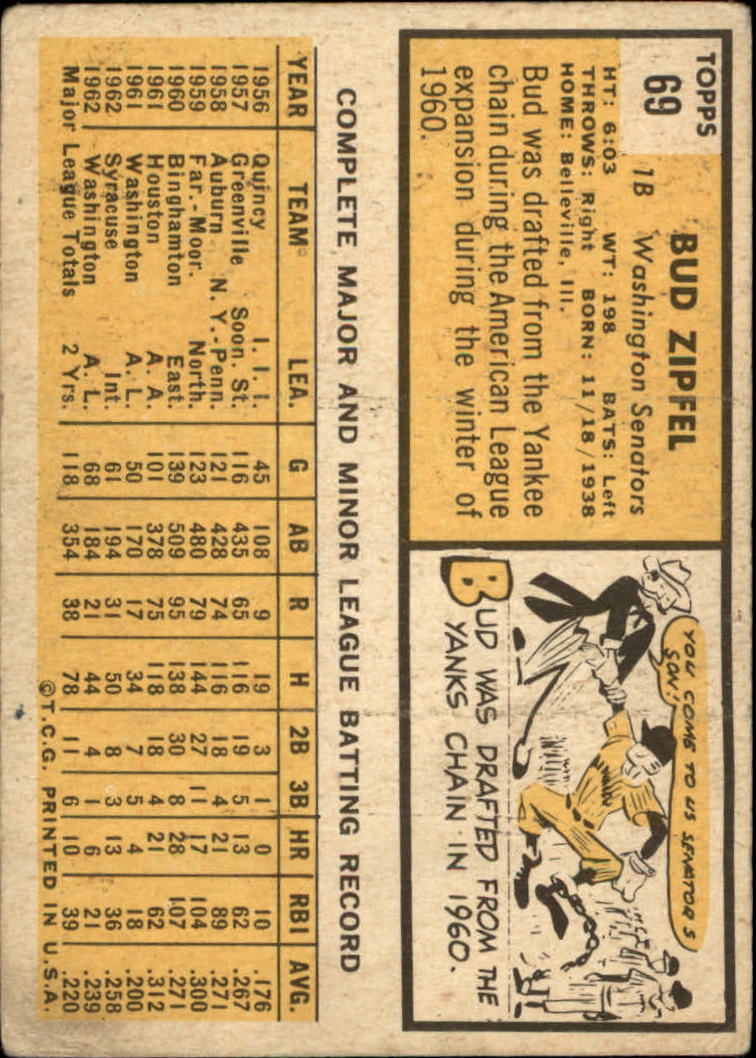 TOPPS
69
BUD ZIPFEL
1B Washington Senators
HT: 6:03 WT: 198 BATS: Left
THROWS: Right BORN: 11/18/1938
HOME: Belleville, Ill.
Bud was drafted from the Yankee
chain during the American League
expansion during the winter of
1960.
YOU COME TO US SENATORS
SON!
BUD WAS DRAFTED FROM THE
YANKS CHAIN IN 1960.
COMPLETE MAJOR AND MINOR LEAGUE BATTING RECORD
YEAR TEAM LEA. G AB R H 2B 3B HR RBI AVG.
1956 Quincy I. I. I. 45 108 9 19 3 1 0 10 .176
1957 Greenville Soon. St. 116 435 65 116 19 5 13 62 .267
1958 Auburn N. Y.-Penn. 121 428 74 116 18 4 21 89 .271
1959 Far.-Moor. North. 123 480 79 144 27 11 17 104 .300
1960 Binghamton East. 139 509 95 138 30 8 28 107 .271
1961 Houston A. A. 101 378 75 118 18 4 21 62 .312
1961 Washington A. L. 50 170 17 34 7 5 4 18 .200
1962 Syracuse Int. 61 194 31 50 8 3 13 36 .258
1962 Washington A. L. 68 184 21 44 4 1 6 21 .239
Major League Totals 2 Yrs. 118 354 38 78 11 6 10 39 .220
©T.C.G. PRINTED IN U.S.A.